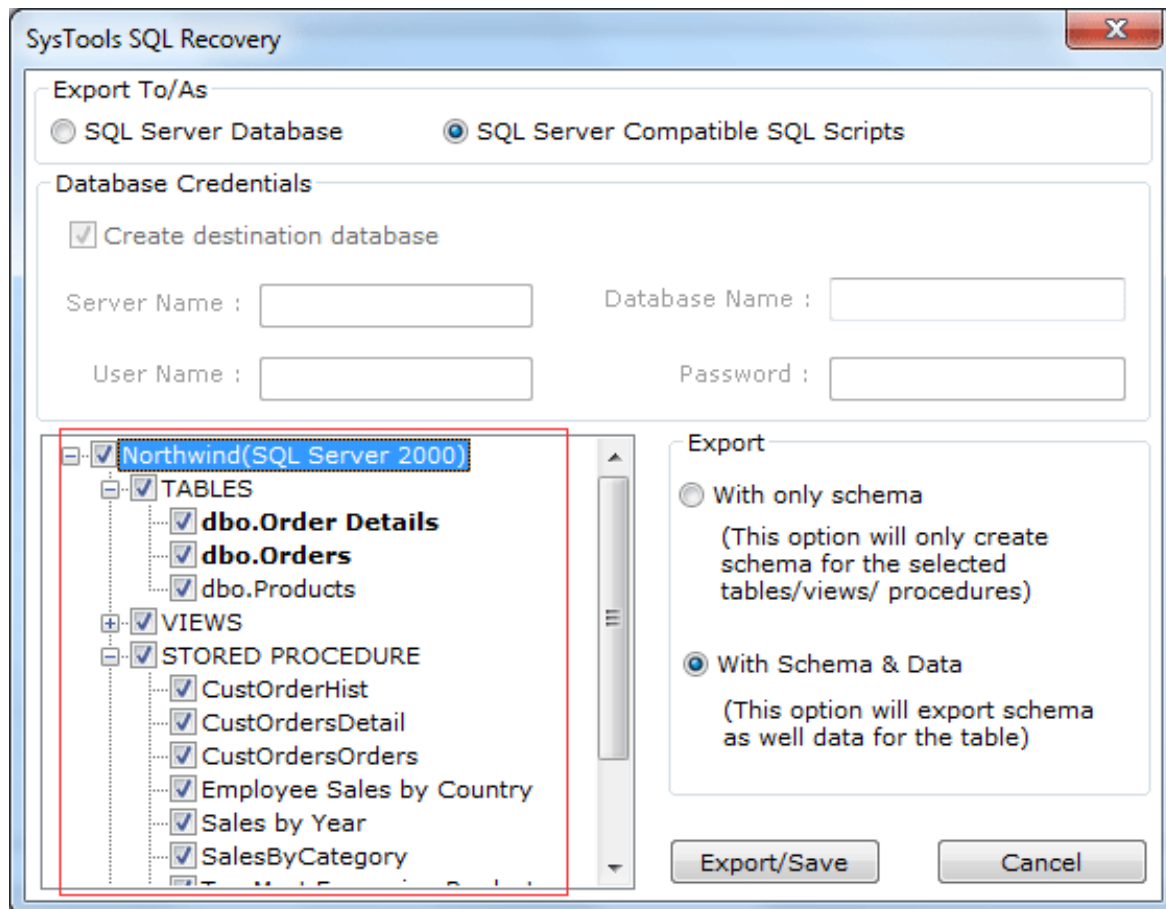 SysTools SQL Recovery
Export To/As
SQL Server Database
SQL Server Compatible SQL Scripts
Database Credentials
Create destination database
Server Name :
Database Name :
User Name :
Password :
Northwind(SQL Server 2000)
TABLES
dbo.Order Details
dbo.Orders
dbo.Products
VIEWS
STORED PROCEDURE
CustOrderHist
CustOrdersDetail
CustOrdersOrders
Employee Sales by Country
Sales by Year
SalesByCategory
Export
With only schema
(This option will only create
schema for the selected
tables/views/ procedures)
With Schema & Data
(This option will export schema
as well data for the table)
Export/Save
Cancel